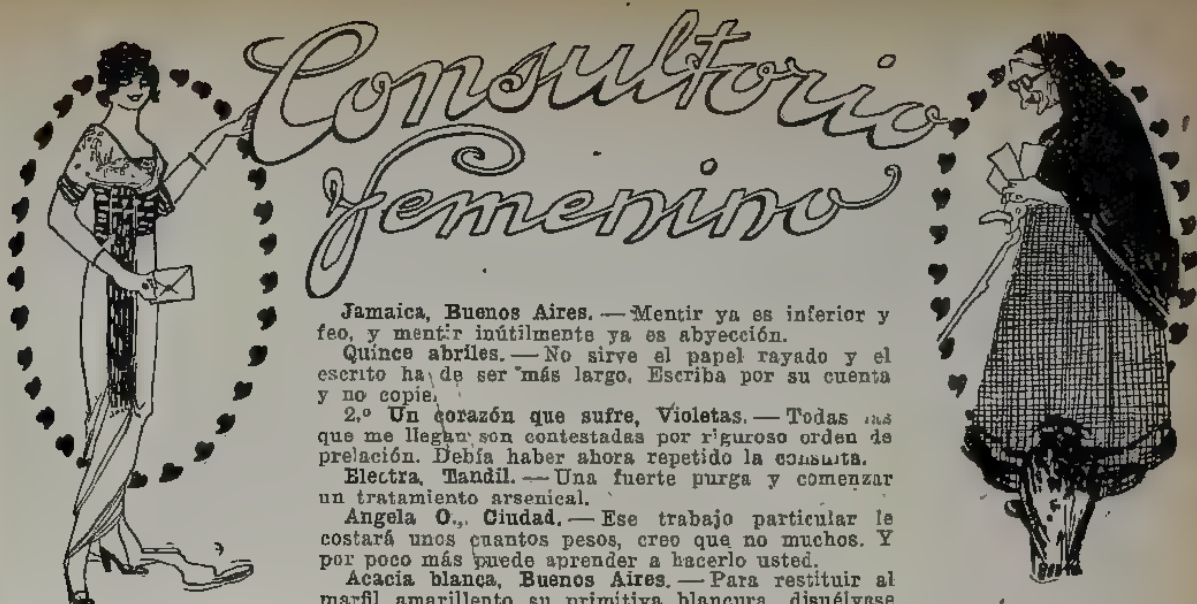 Consultorio
femenino
Jamaica, Buenos Aires. — Mentir ya es inferior y
feo, y mentir inútilmente ya es abyección.
Quince abriles. — No sirve el papel rayado y el
escrito ha de ser más largo. Escriba por su cuenta
y no copie.
2.º Un corazón que sufre, Violetas. — Todas las
que me llegan son contestadas por riguroso orden de
prelación. Debía haber ahora repetido la consulta.
Electra, Tandil. — Una fuerte purga y comenzar
un tratamiento arsenical.
Angela O., Ciudad. — Ese trabajo particular le
costará unos cuantos pesos, creo que no muchos. Y
por poco más puede aprender a hacerlo usted.
Acacia blanca, Buenos Aires. — Para restituir al
marfil amarillento su primitiva blancura, disuélvase